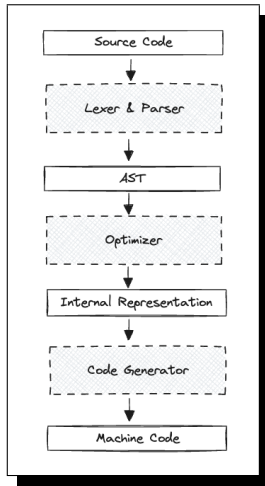 Source Code
Lexer & Parser
AST
Optimizer
Internal Representation
Code Generator
Machine Code